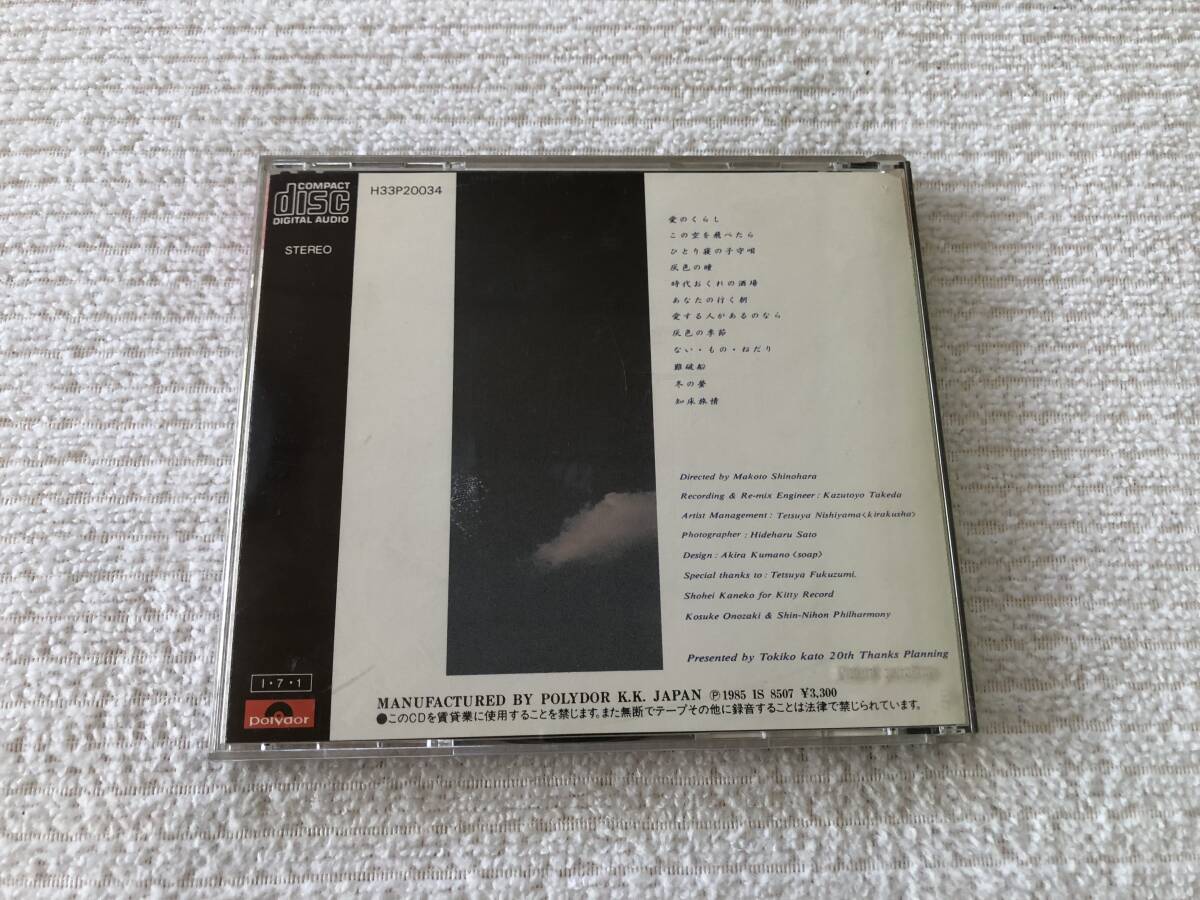 COMPACT
disc
DIGITAL AUDIO
STEREO
H33P20034
愛のくらし
この空を飛べたら
ひとり寝の子守唄
灰色の瞳
時代おくれの酒場
あなたの行く朝
愛する人があるのなら
灰色の季節
ない・もの・ねだり
難破船
冬の螢
知床旅情
Directed by Makoto Shinohara
Recording & Re-mix Engineer : Kazutoyo Takeda
Artist Management : Tetsuya Nishiyama<kirakusha>
Photographer : Hideharu Sato
Design : Akira Kumano <soap>
Special thanks to : Tetsuya Fukuzumi.
Shohei Kaneko for Kitty Record
Kosuke Onozaki & Shin-Nihon Philharmony
Presented by Tokiko kato 20th Thanks Planning
I・7・1
polydor
MANUFACTURED BY POLYDOR K.K. JAPAN Ⓟ1985 IS 8507 ¥3,300
●このCDを賃貸業に使用することを禁じます。また無断でテープその他に録音することは法律で禁じられています。